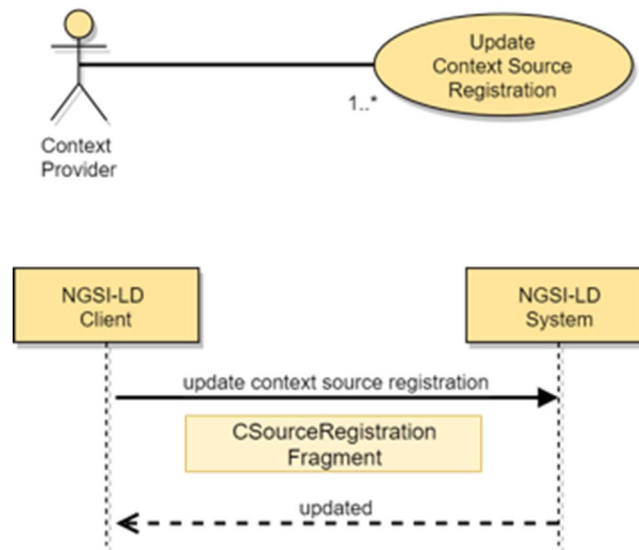 Update
Context Source
Registration
1..*
Context
Provider
NGSI-LD
Client
NGSI-LD
System
update context source registration
CSourceRegistration
Fragment
updated